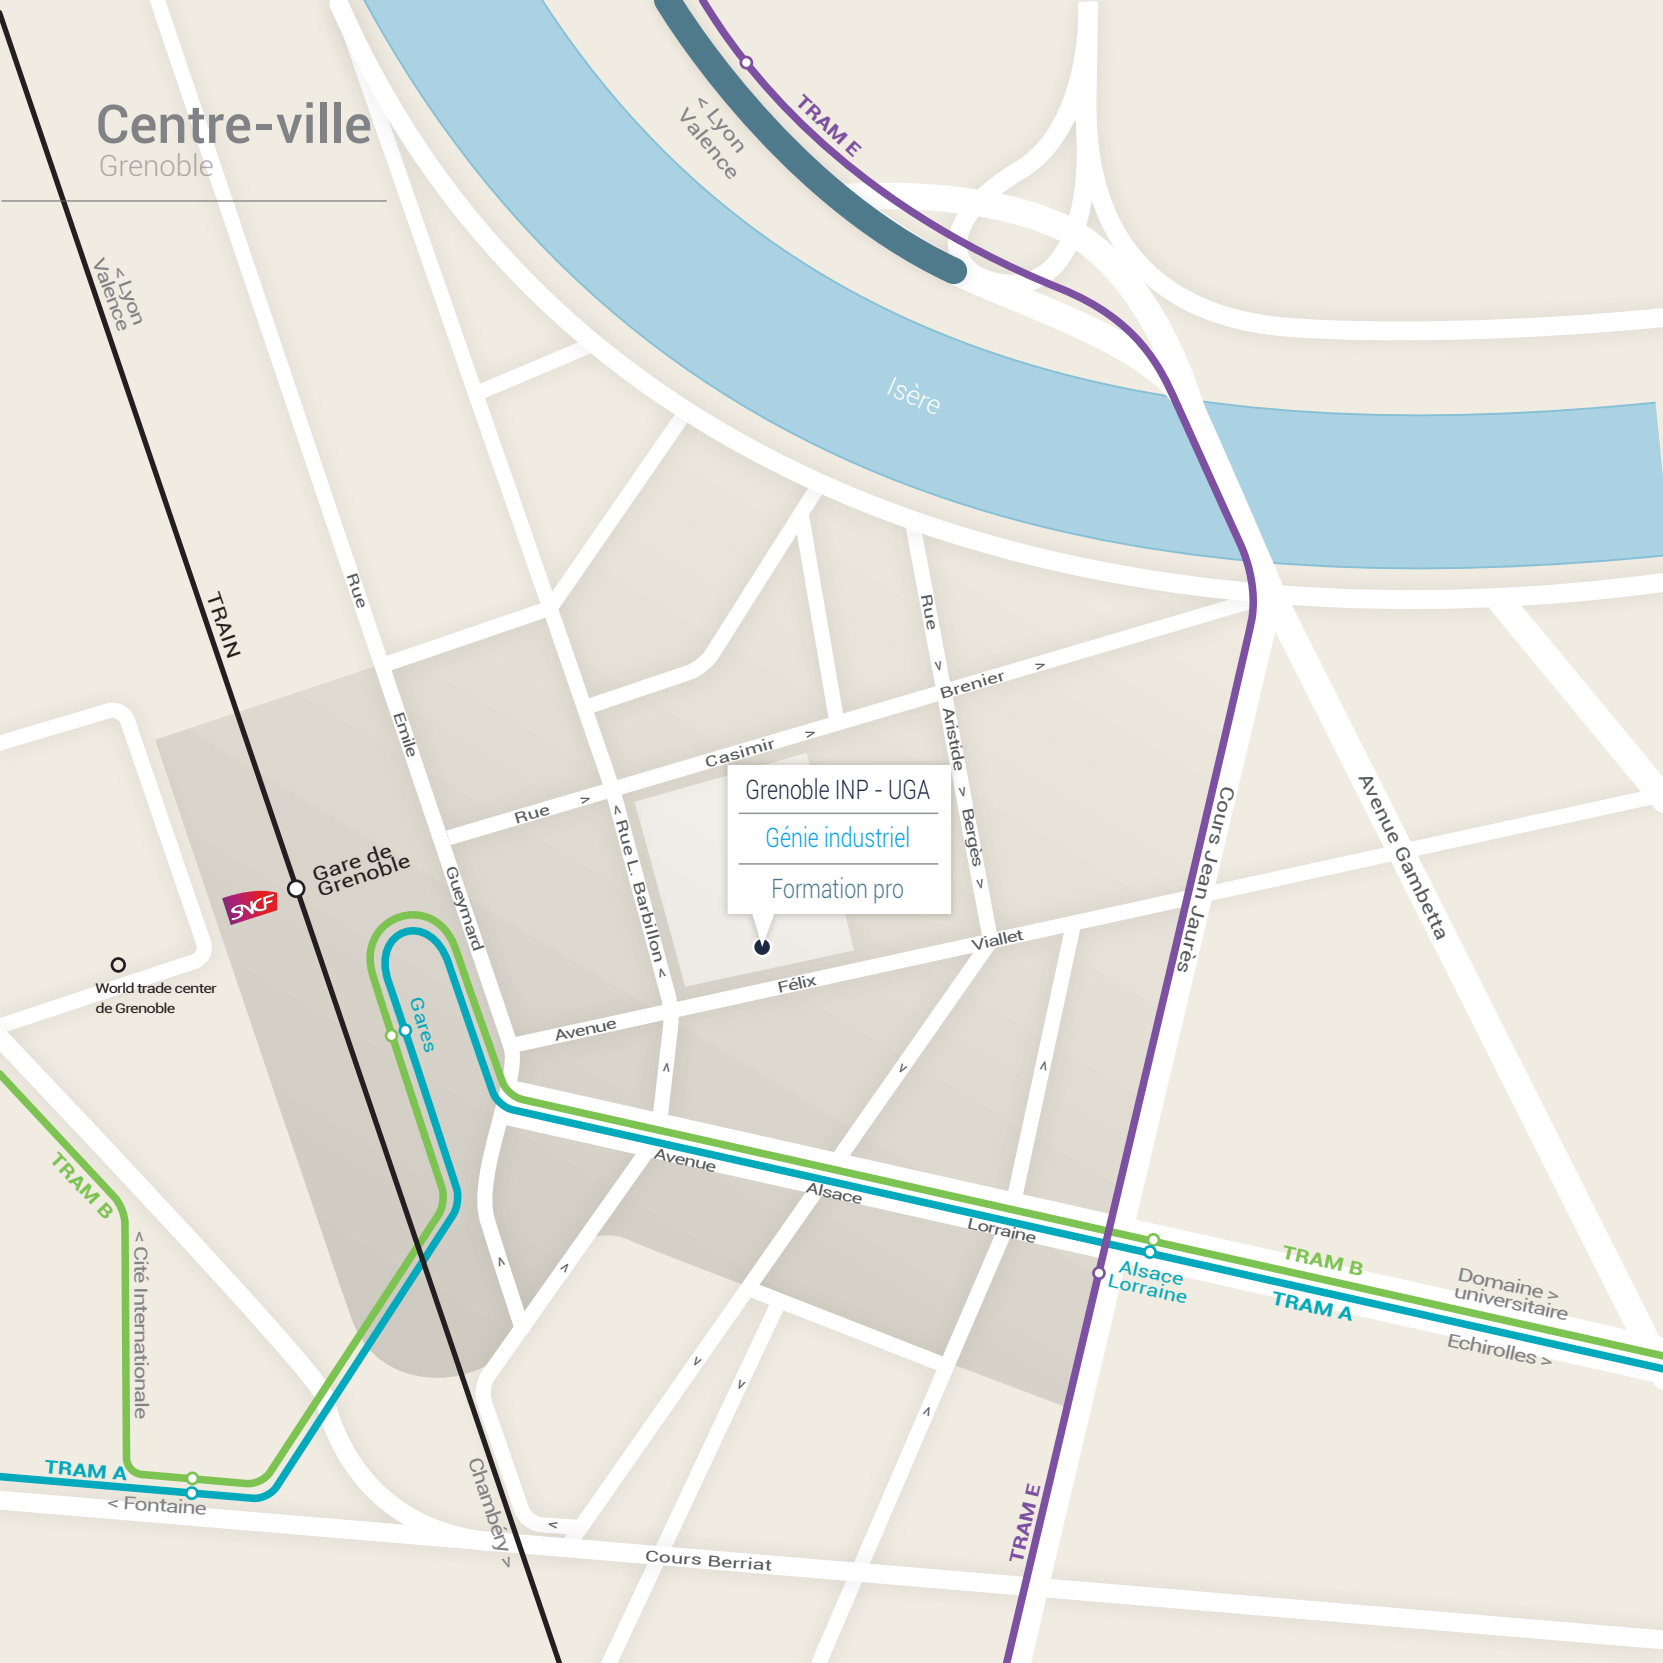 Centre-ville
Grenoble
< Lyon
Valence
TRAM E
< Lyon
Valence
Isère
TRAIN
Rue
Emile
Gueymard
Rue
Casimir
Brenier
Rue
Aristide
Bergès
Rue L. Barbillon
Grenoble INP - UGA
Génie industriel
Formation pro
Gare de
Grenoble
SNCF
World trade center
de Grenoble
Gares
Avenue
Félix
Viallet
Cours Jean Jaurès
Avenue Gambetta
Avenue
Alsace
Lorraine
TRAM B
< Cité Internationale
TRAM A
< Fontaine
Alsace
Lorraine
TRAM B
TRAM A
Domaine >
universitaire
Echirolles >
Chambéry >
Cours Berriat
TRAM E